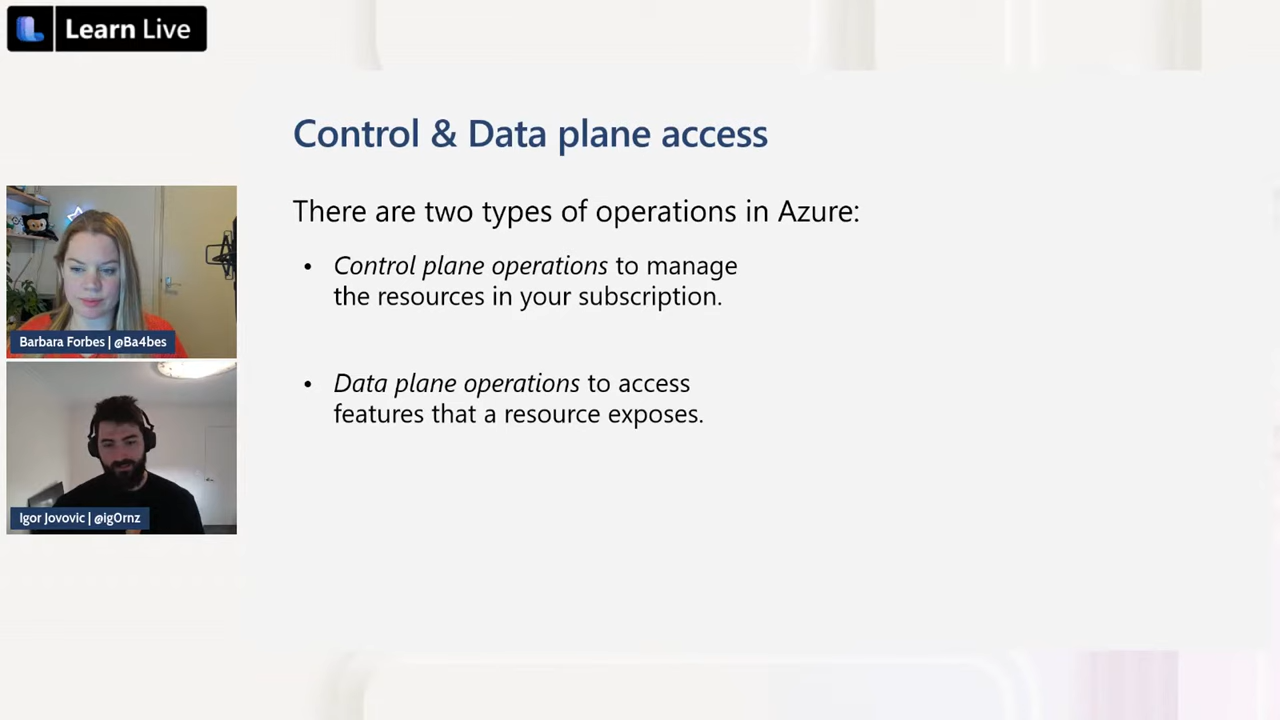 Learn Live
Control & Data plane access
There are two types of operations in Azure:
• Control plane operations to manage
the resources in your subscription.
• Data plane operations to access
features that a resource exposes.
Barbara Forbes | @Ba4bes
Igor Jovovic | @ig0rnz